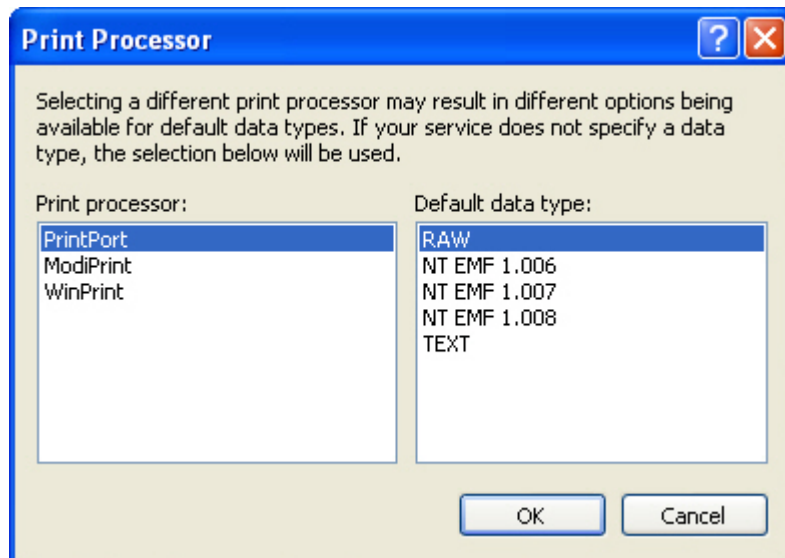 Print Processor
Selecting a different print processor may result in different options being
available for default data types. If your service does not specify a data
type, the selection below will be used.
Print processor:
PrintPort
ModiPrint
WinPrint
Default data type:
RAW
NT EMF 1.006
NT EMF 1.007
NT EMF 1.008
TEXT
OK
Cancel